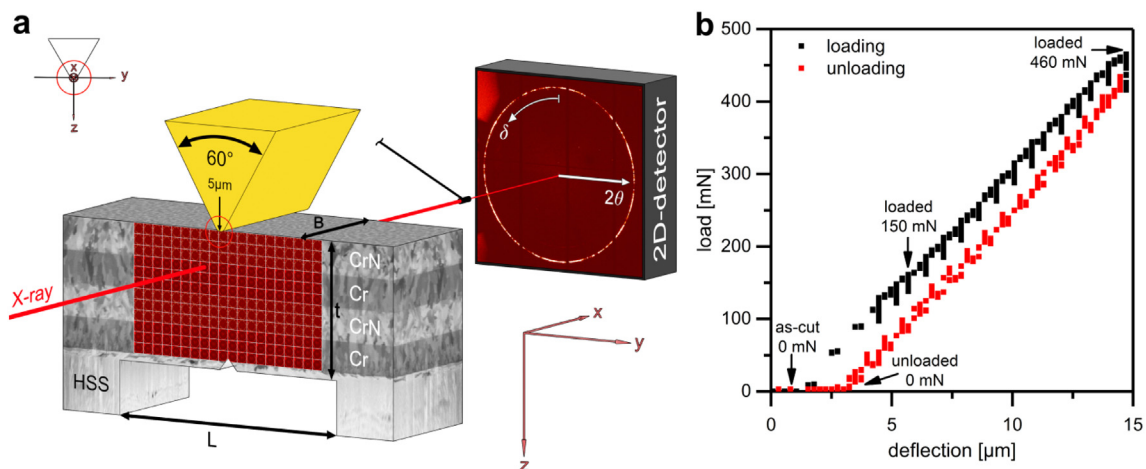 a
x
y
z
60°
5µm
B
X-ray
CrN
Cr
t
CrN
Cr
HSS
L
δ
2θ
2D-detector
x
y
z
b
500
400
300
200
100
0
load [mN]
loading
unloading
loaded
460 mN
loaded
150 mN
as-cut
0 mN
unloaded
0 mN
0
5
10
15
deflection [µm]